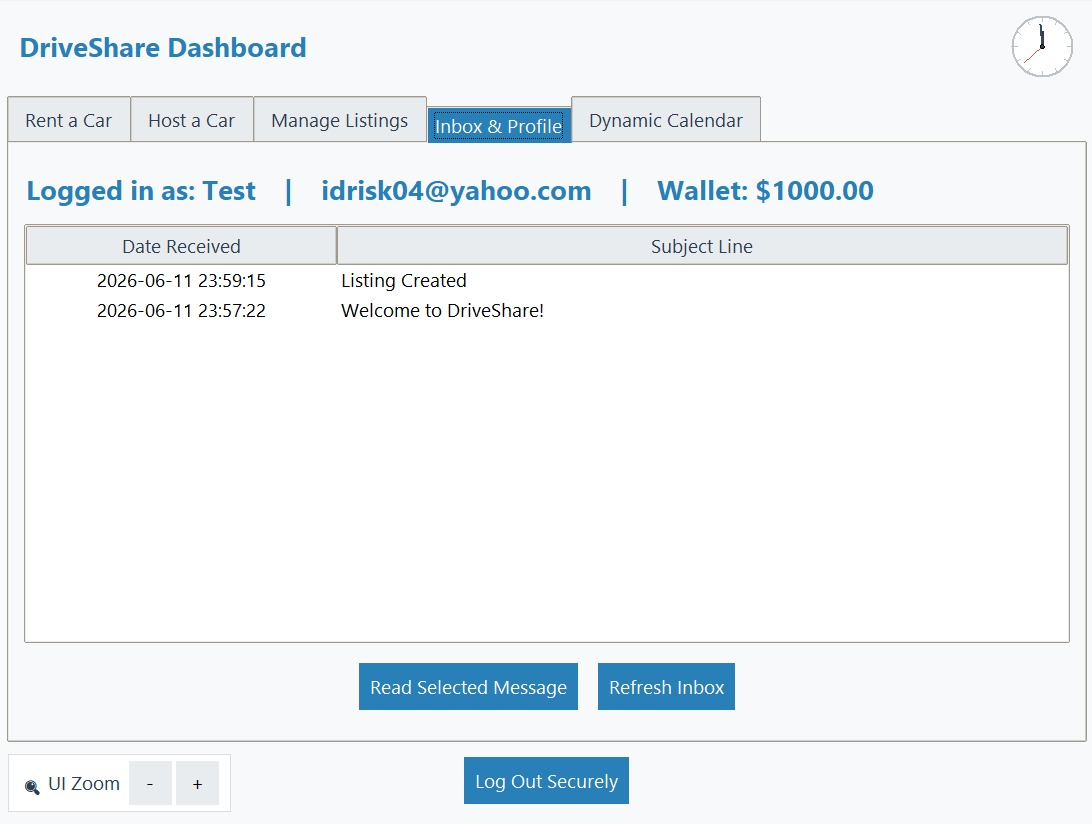 DriveShare Dashboard
Rent a Car Host a Car Manage Listings Inbox & Profile Dynamic Calendar
Logged in as: Test | idrisk04@yahoo.com | Wallet: $1000.00
Date Received Subject Line
2026-06-11 23:59:15 Listing Created
2026-06-11 23:57:22 Welcome to DriveShare!
Read Selected Message Refresh Inbox
UI Zoom - + Log Out Securely